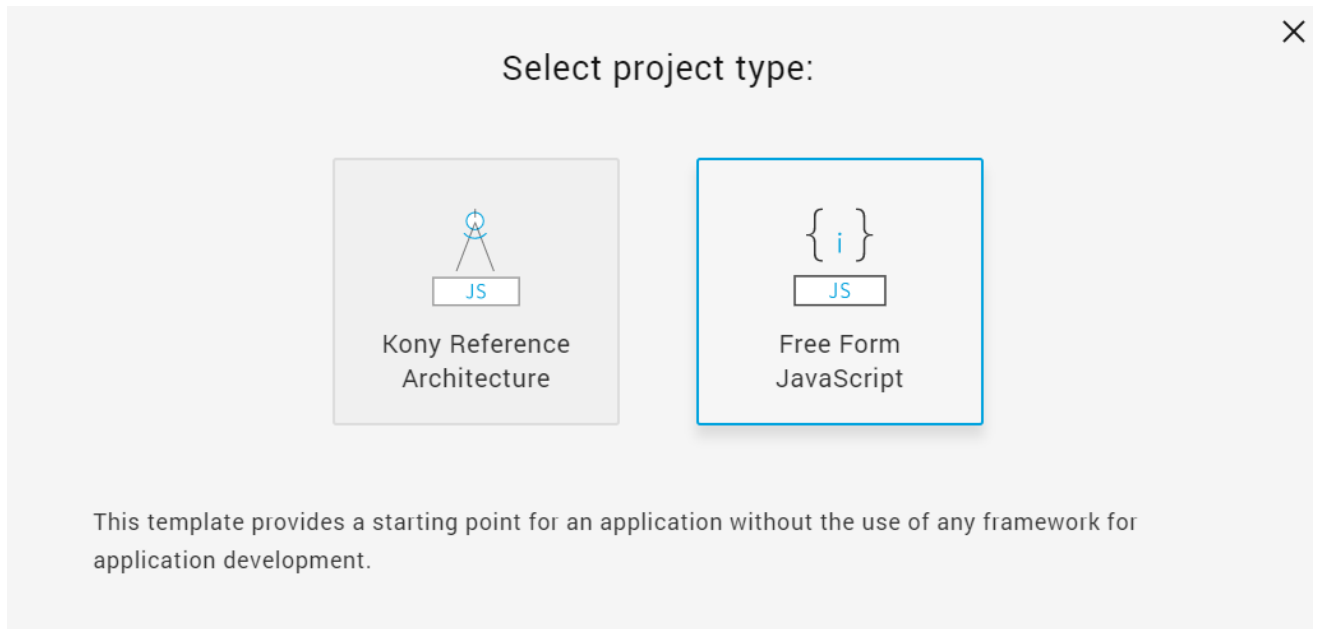 Select project type:
{ i }
JS
JS
Kony Reference
Architecture
Free Form
JavaScript
This template provides a starting point for an application without the use of any framework for
application development.